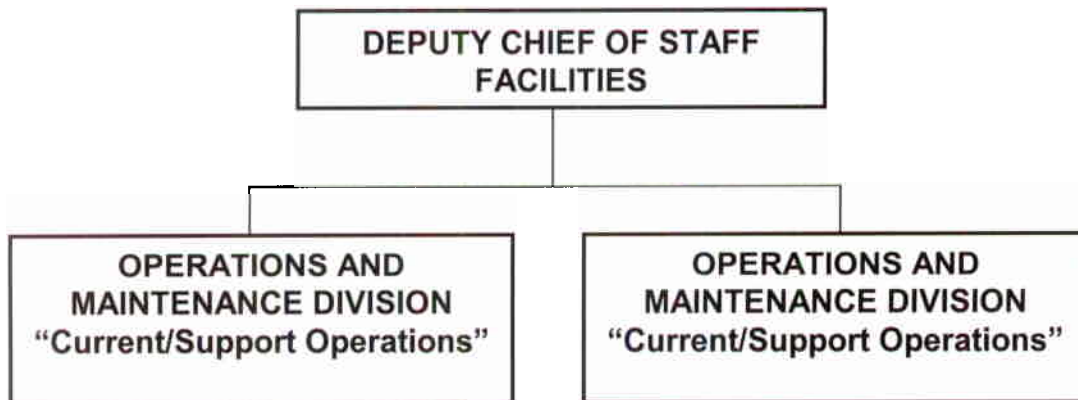 DEPUTY CHIEF OF STAFF
FACILITIES
OPERATIONS AND
MAINTENANCE DIVISION
“Current/Support Operations”
OPERATIONS AND
MAINTENANCE DIVISION
“Current/Support Operations”